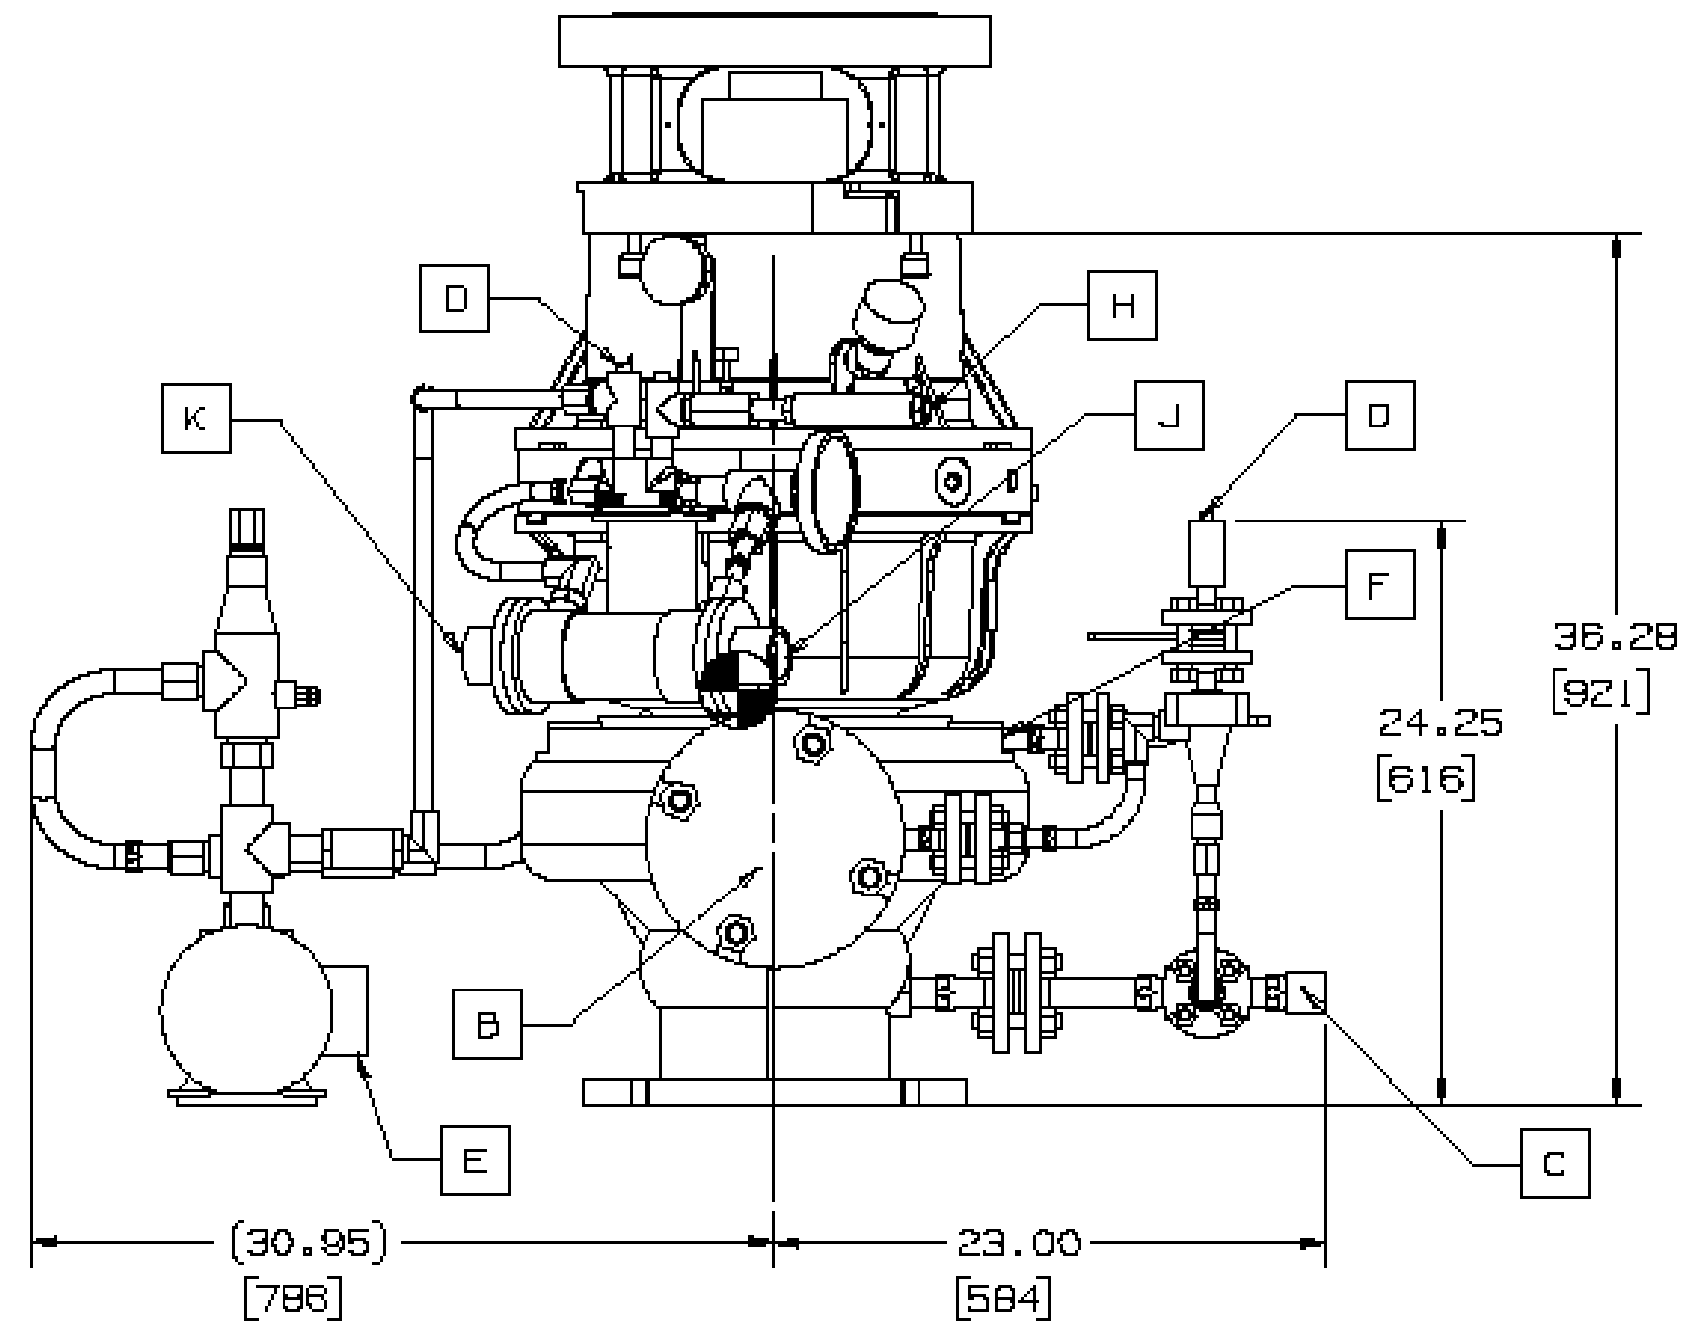 D
H
K
J
D
F
36.28
[921]
24.25
[616]
B
E
C
(30.95)
[786]
23.00
[584]